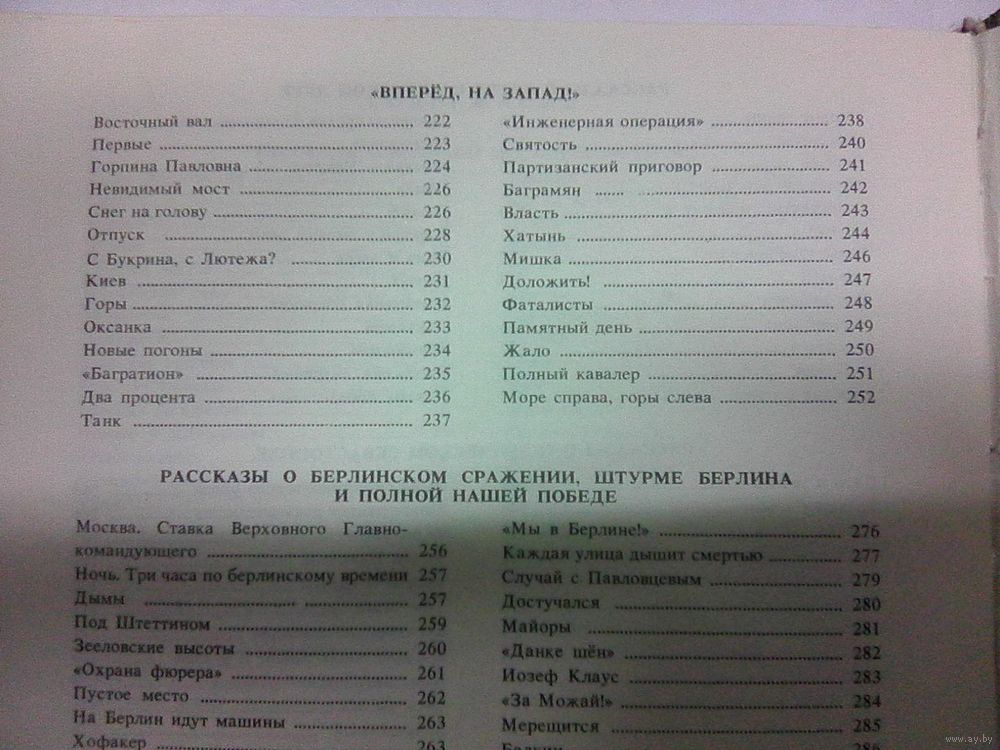 «ВПЕРЁД, НА ЗАПАД!»
Восточный вал 222
Первые 223
Горпина Павловна 224
Невидимый мост 226
Снег на голову 226
Отпуск 228
С Букрина, с Лютежа? 230
Киев 231
Горы 232
Оксанка 233
Новые погоны 234
«Багратион» 235
Два процента 236
Танк 237
«Инженерная операция» 238
Святость 240
Партизанский приговор 241
Баграмян 242
Власть 243
Хатынь 244
Мишка 246
Доложить! 247
Фаталисты 248
Памятный день 249
Жало 250
Полный кавалер 251
Море справа, горы слева 252
РАССКАЗЫ О БЕРЛИНСКОМ СРАЖЕНИИ, ШТУРМЕ БЕРЛИНА
И ПОЛНОЙ НАШЕЙ ПОБЕДЕ
Москва. Ставка Верховного Главно-
командующего 256
Ночь. Три часа по берлинскому времени 257
Дымы 257
Под Штеттином 259
Зееловские высоты 260
«Охрана фюрера» 261
Пустое место 262
На Берлин идут машины 263
Хофакер 263
«Мы в Берлине!» 276
Каждая улица дышит смертью 277
Случай с Павловцевым 279
Достучался 280
Майоры 281
«Данке шён» 282
Иозеф Клаус 283
«За Можай!» 284
Мерещится 285
www.ay.by